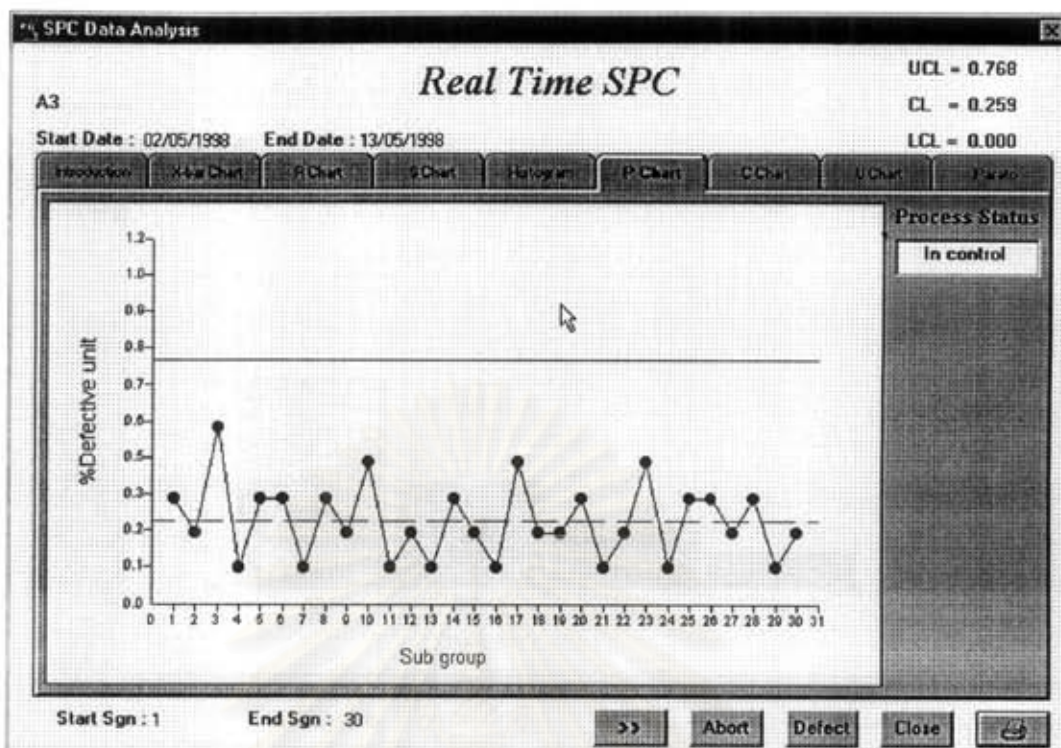 SPC Data Analysis
Real Time SPC
UCL = 0.768
A3
CL = 0.259
Start Date : 02/05/1998 End Date : 13/05/1998
LCL = 0.000
Introduction X-bar Chart R Chart S Chart Histogram P Chart C Chart U Chart Pareto
Process Status
In control
%Defective unit
1.2
1.0
0.9
0.8
0.7
0.6
0.5
0.3
0.2
0.1
0.0
0 1 2 3 4 5 6 7 8 9 10 11 12 13 14 15 16 17 18 19 20 21 22 23 24 25 26 27 28 29 30 31
Sub group
Start Sgn : 1 End Sgn : 30
>> Abort Defect Close